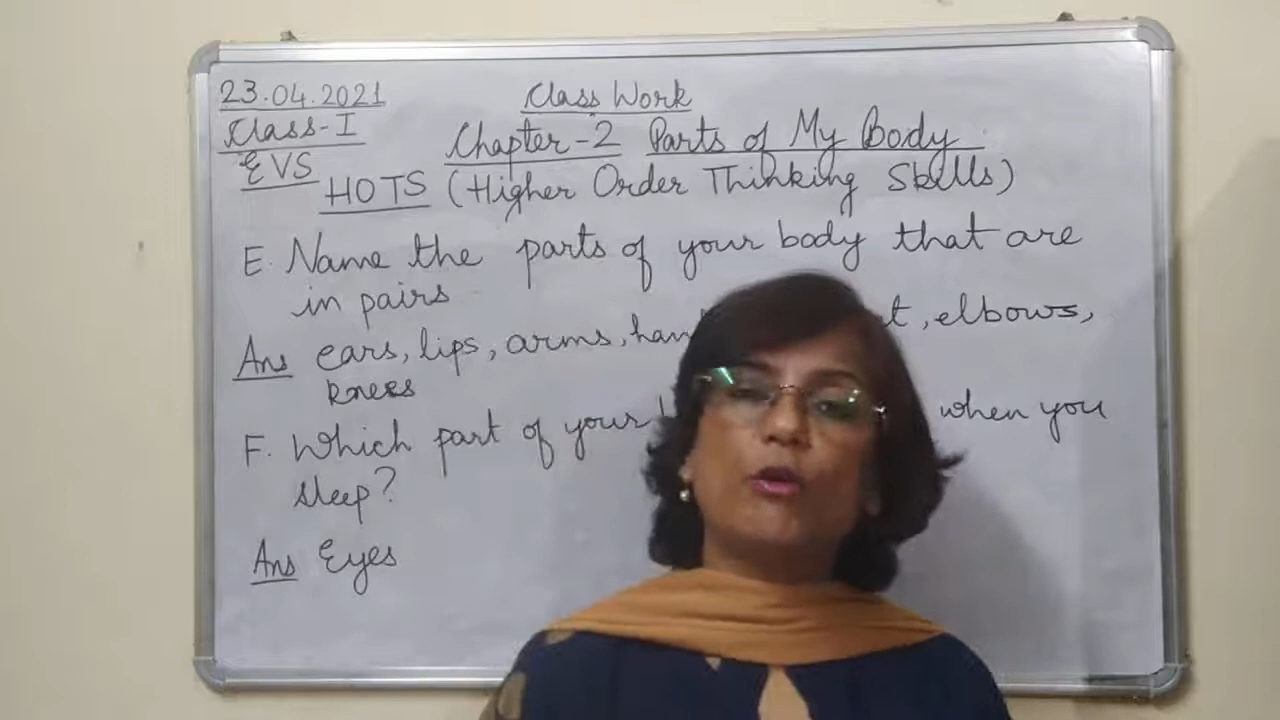 23.04.2021 Class Work
Class-I Chapter-2 Parts of My Body
EVS HOTS (Higher Order Thinking Skills)
E. Name the parts of your body that are
in pairs
Ans ears, lips, arms, elbows,
knees
F. Which part of your when you
sleep?
Ans Eyes